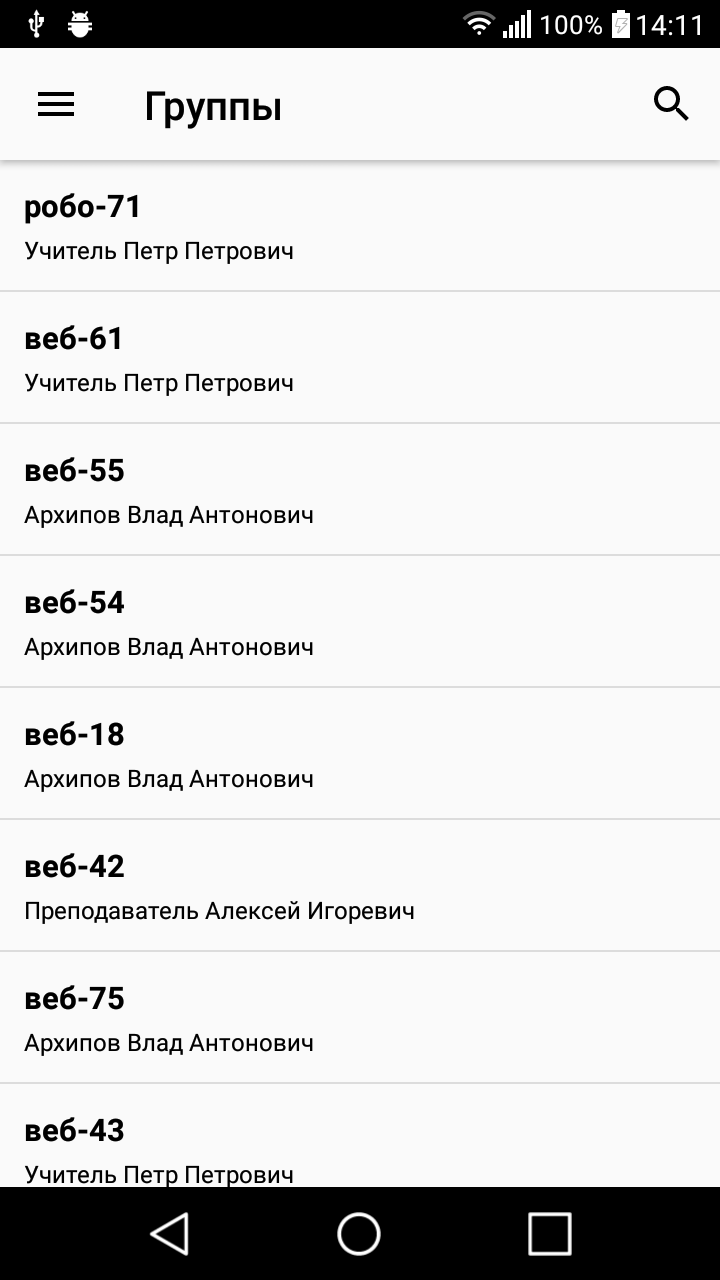 100% 14:11
Группы
робо-71
Учитель Петр Петрович
веб-61
Учитель Петр Петрович
веб-55
Архипов Влад Антонович
веб-54
Архипов Влад Антонович
веб-18
Архипов Влад Антонович
веб-42
Преподаватель Алексей Игоревич
веб-75
Архипов Влад Антонович
веб-43
Учитель Петр Петрович